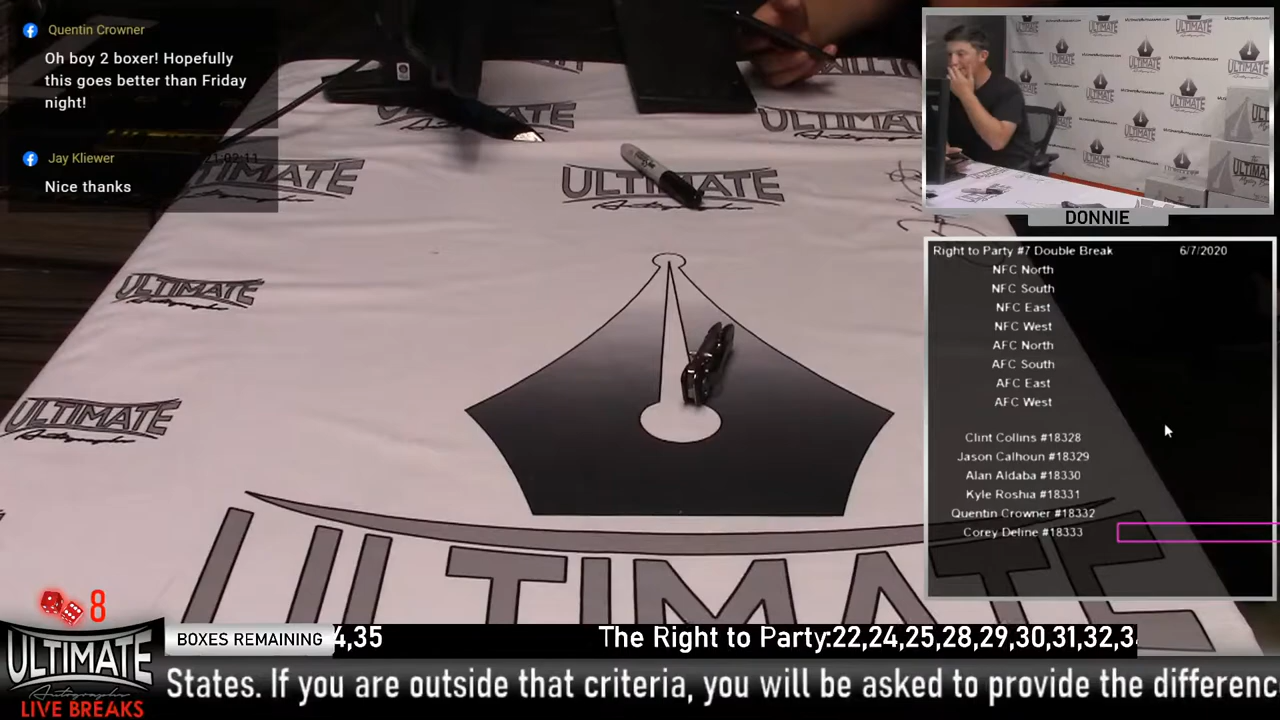 Quentin Crowner
Oh boy 2 boxer! Hopefully
this goes better than Friday
night!
Jay Kliewer
Nice thanks
ULTIMATE
ULTIMATE
ULTIMATE
ULTIMATE
ULTIMATE
ULTIMATE
DONNIE
Right to Party #7 Double Break 6/7/2020
NFC North
NFC South
NFC East
NFC West
AFC North
AFC South
AFC East
AFC West
Clint Collins #18328
Jason Calhoun #18329
Alan Aldaba #18330
Kyle Roshia #18331
Quentin Crowner #18332
Corey Deline #18333
8
ULTIMATE
Autographs
LIVE BREAKS
BOXES REMAINING 4,35 The Right to Party:22,24,25,28,29,30,31,32,3
States. If you are outside that criteria, you will be asked to provide the differenc